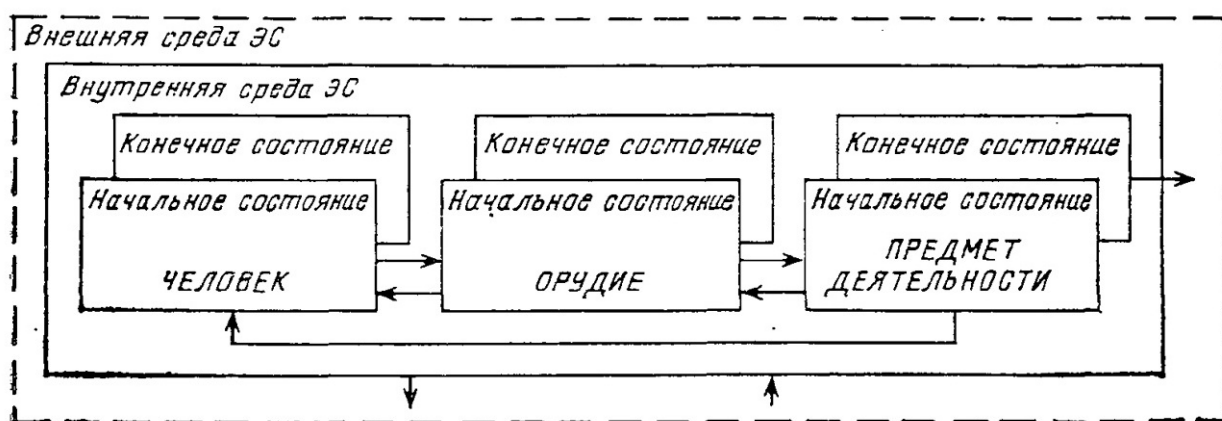 Внешняя среда ЭС
Внутренняя среда ЭС
Конечное состояние
Конечное состояние
Конечное состояние
Начальное состояние
Начальное состояние
Начальное состояние
ЧЕЛОВЕК
ОРУДИЕ
ПРЕДМЕТ
ДЕЯТЕЛЬНОСТИ